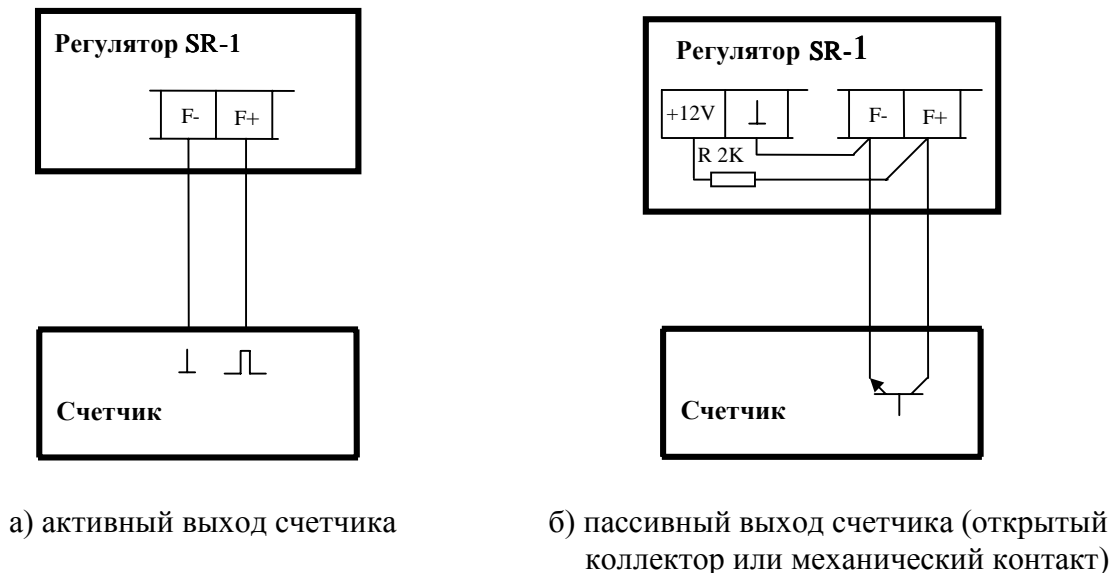 Регулятор SR-1
F- F+
Счетчик
а) активный выход счетчика
Регулятор SR-1
+12V ⊥ F- F+
R 2K
Счетчик
б) пассивный выход счетчика (открытый
коллектор или механический контакт)